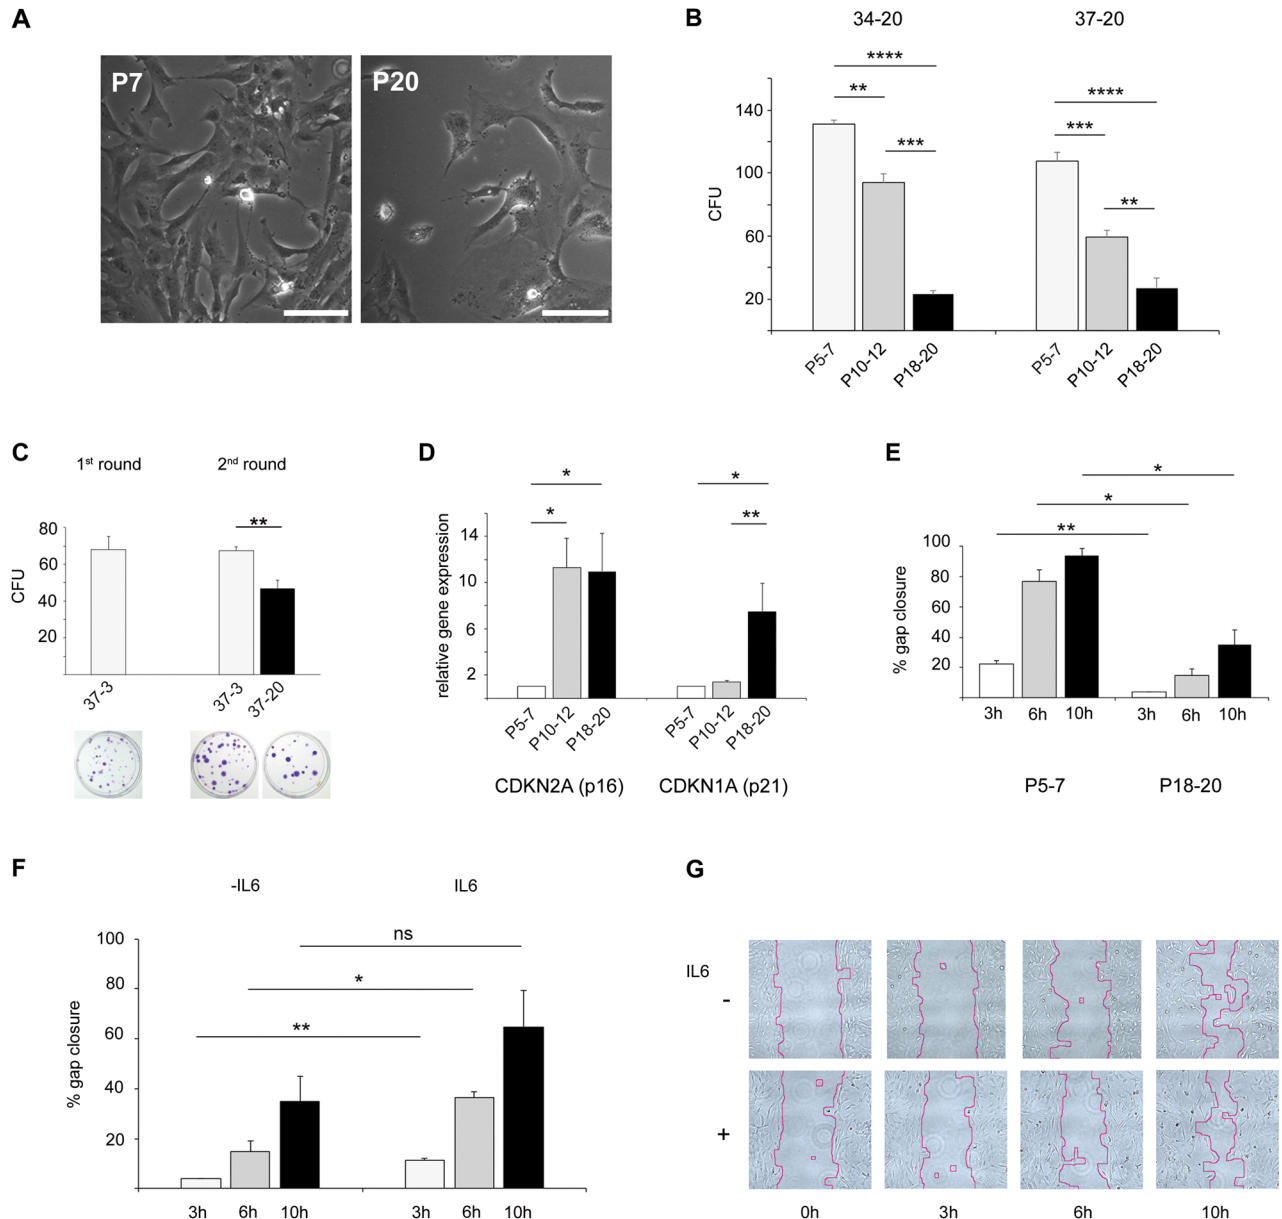 A
P7
P20
B
34-20
37-20
****
**
***
****
***
**
CFU
140
100
60
20
P5-7
P10-12
P18-20
P5-7
P10-12
P18-20
C
1st round
2nd round
**
CFU
80
60
40
20
37-3
37-3
37-20
D
*
*
*
**
relative gene expression
14
10
6
2
P5-7
P10-12
P18-20
P5-7
P10-12
P18-20
CDKN2A (p16)
CDKN1A (p21)
E
*
*
**
% gap closure
100
80
60
40
20
3h
6h
10h
3h
6h
10h
P5-7
P18-20
F
-IL6
IL6
ns
*
**
% gap closure
100
80
60
40
20
3h
6h
10h
3h
6h
10h
G
IL6
-
+
0h
3h
6h
10h